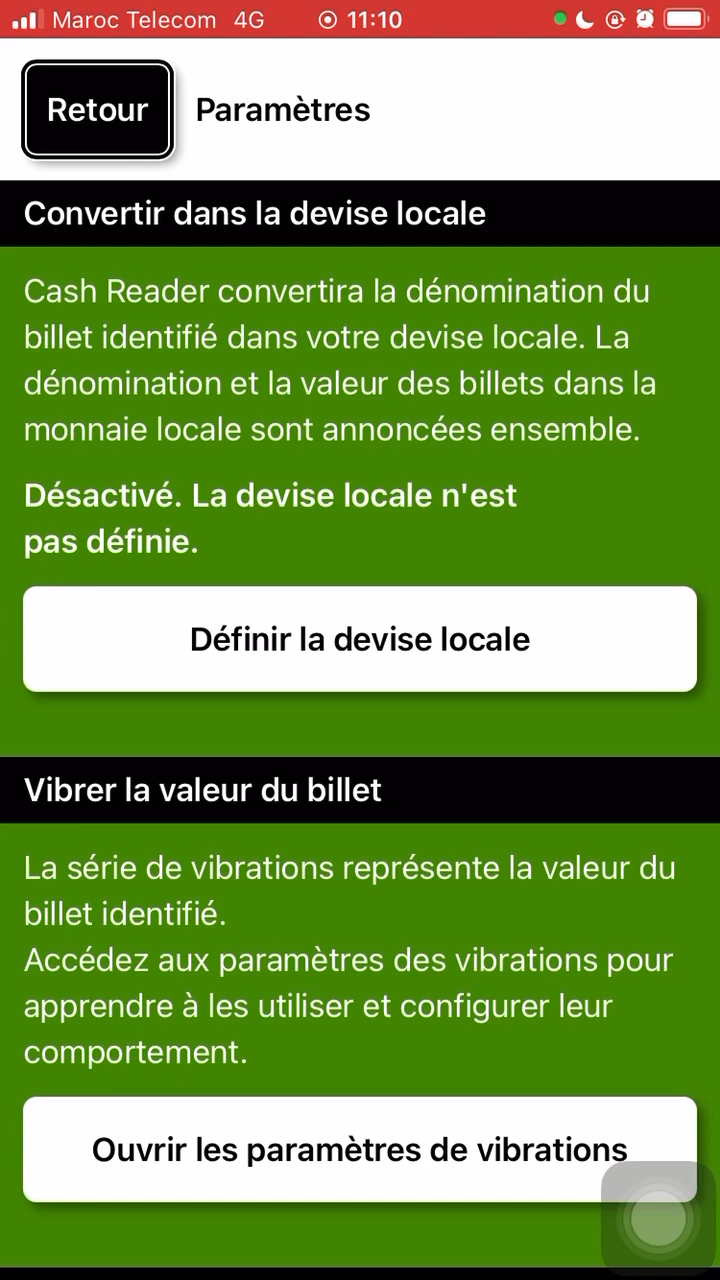 Maroc Telecom 4G 11:10
Retour Paramètres
Convertir dans la devise locale
Cash Reader convertira la dénomination du
billet identifié dans votre devise locale. La
dénomination et la valeur des billets dans la
monnaie locale sont annoncées ensemble.
Désactivé. La devise locale n'est
pas définie.
Définir la devise locale
Vibrer la valeur du billet
La série de vibrations représente la valeur du
billet identifié.
Accédez aux paramètres des vibrations pour
apprendre à les utiliser et configurer leur
comportement.
Ouvrir les paramètres de vibrations